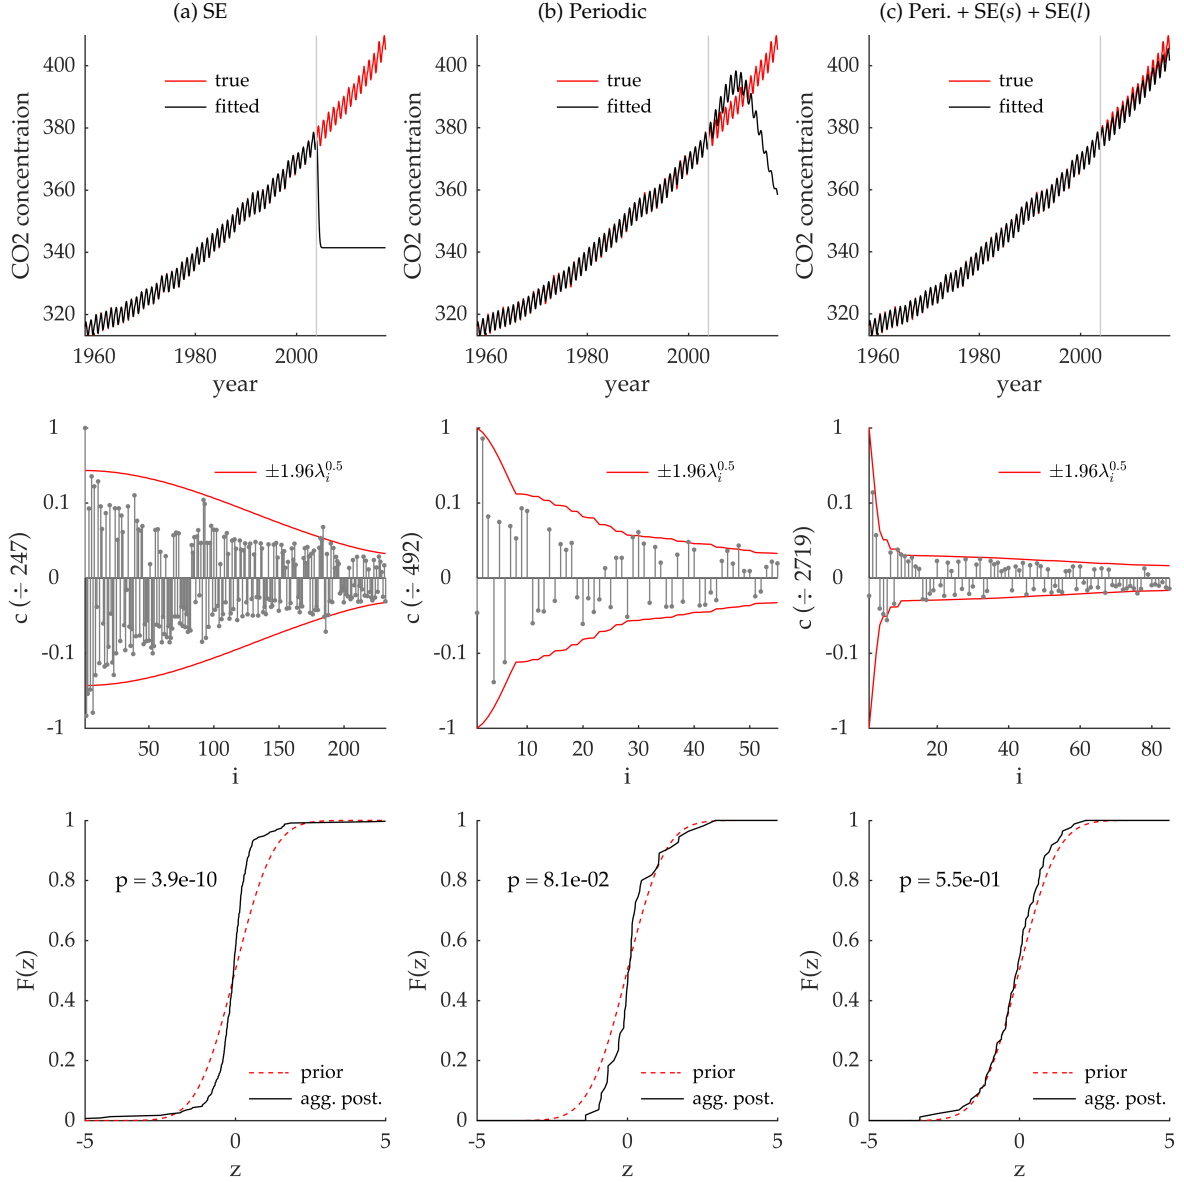 (a) SE
(b) Periodic
(c) Peri. + SE(s) + SE(l)
400
380
360
340
320
true
fitted
CO2 concentraion
1960
1980
2000
year
400
380
360
340
320
true
fitted
CO2 concentraion
1960
1980
2000
year
400
380
360
340
320
true
fitted
CO2 concentraion
1960
1980
2000
year
1
0.1
0
-0.1
-1
±1.96λ_i^0.5
c (÷ 247)
50
100
150
200
i
1
0.1
0
-0.1
-1
±1.96λ_i^0.5
c (÷ 492)
10
20
30
40
50
i
1
0.1
0
-0.1
-1
±1.96λ_i^0.5
c (÷ 2719)
20
40
60
80
i
1
0.8
0.6
0.4
0.2
0
p = 3.9e-10
F(z)
prior
agg. post.
-5
0
5
z
1
0.8
0.6
0.4
0.2
0
p = 8.1e-02
F(z)
prior
agg. post.
-5
0
5
z
1
0.8
0.6
0.4
0.2
0
p = 5.5e-01
F(z)
prior
agg. post.
-5
0
5
z